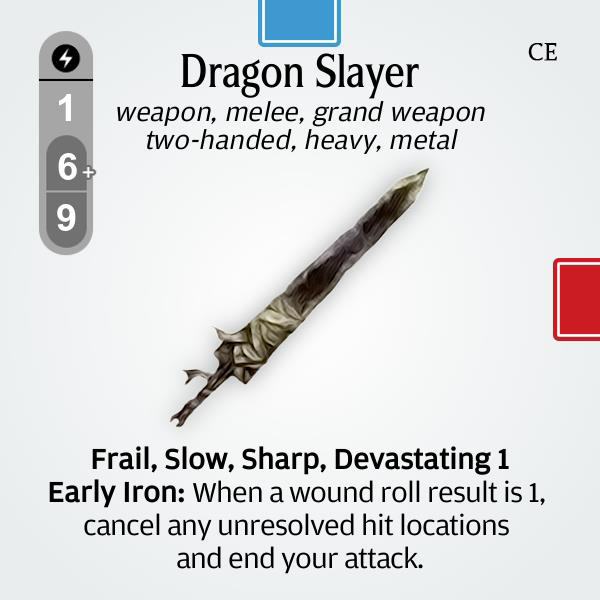 Dragon Slayer
CE
weapon, melee, grand weapon
two-handed, heavy, metal
1
6+
9
Frail, Slow, Sharp, Devastating 1
Early Iron: When a wound roll result is 1,
cancel any unresolved hit locations
and end your attack.